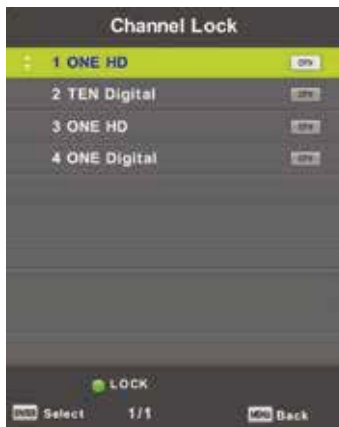 Channel Lock
1 ONE HD
2 TEN Digital
3 ONE HD
4 ONE Digital
LOCK
Select 1/1 MENU Back